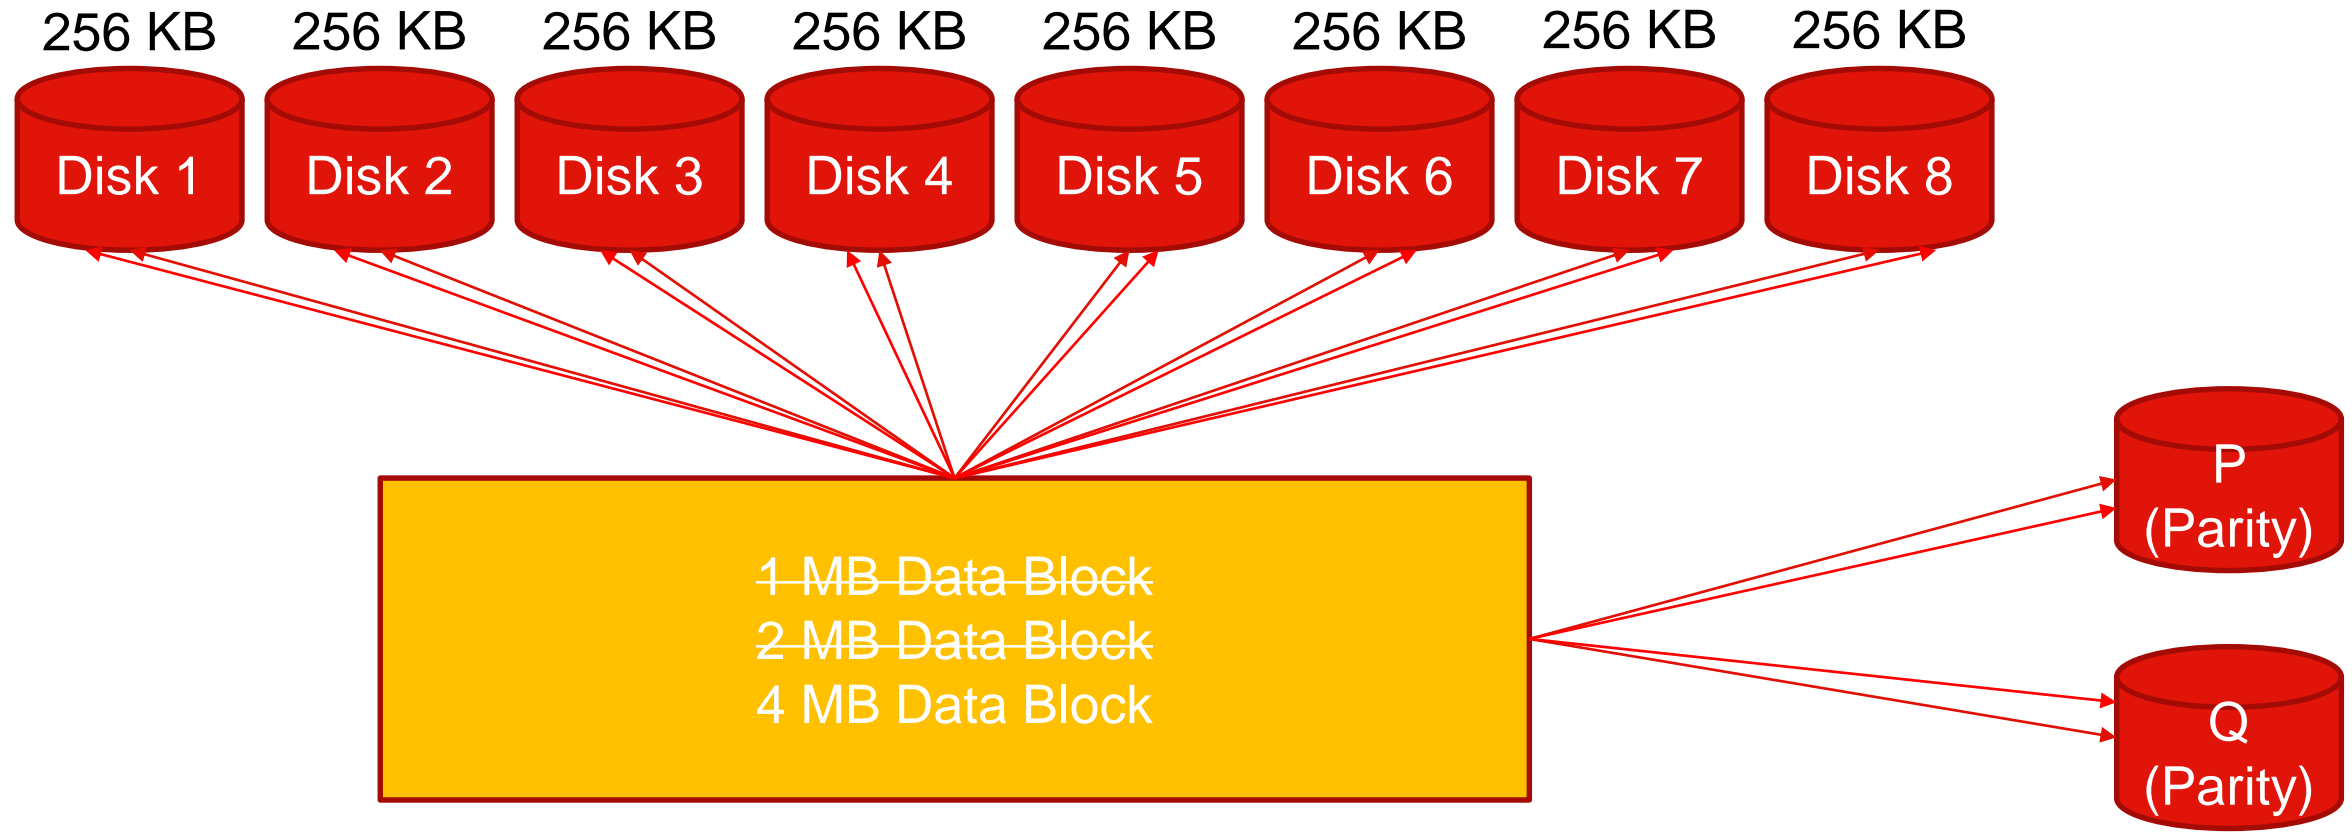 256 KB 256 KB 256 KB 256 KB 256 KB 256 KB 256 KB 256 KB
Disk 1 Disk 2 Disk 3 Disk 4 Disk 5 Disk 6 Disk 7 Disk 8
P
(Parity)
1 MB Data Block
2 MB Data Block
4 MB Data Block
Q
(Parity)